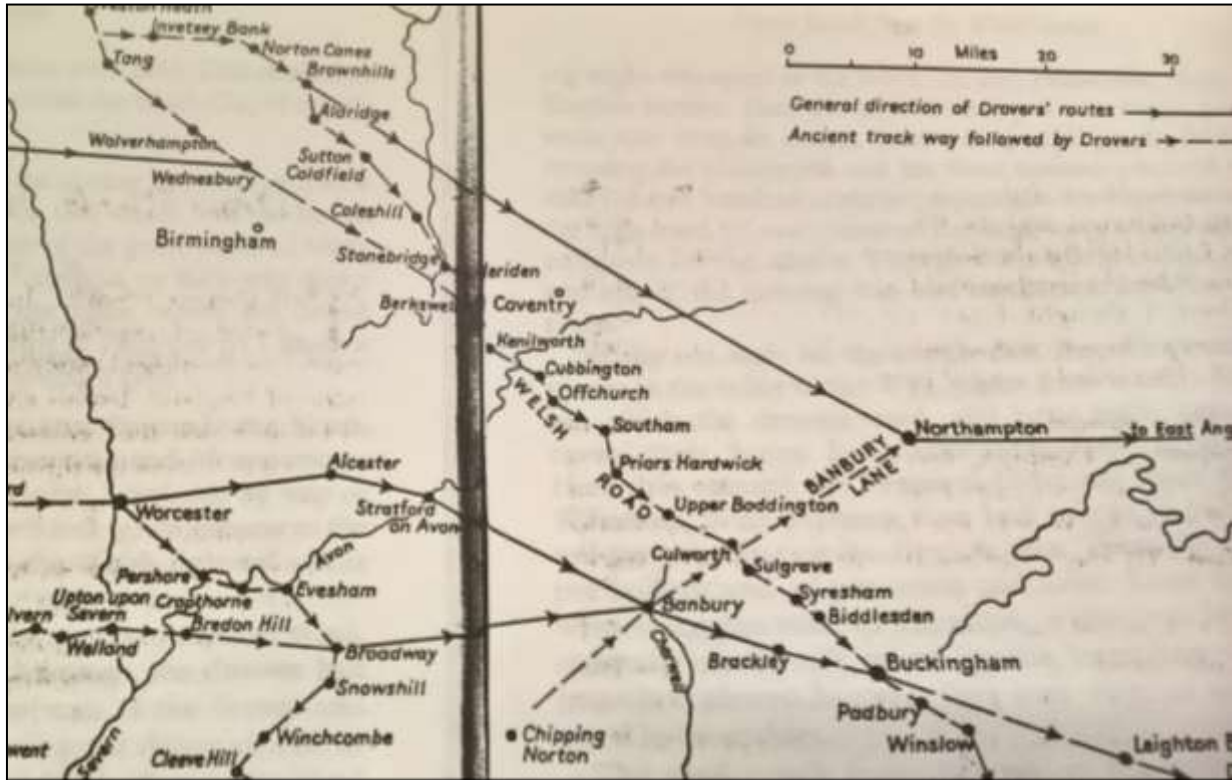 Invetsey Bank
Tong
Norton Canes
Brownhills
Aldridge
Wolverhampton
Sutton
Coldfield
Wednesbury
Coleshill
Birmingham
Stonebridge
Coventry
Kenilworth
Cubbington
Offchurch
WELSH
ROAD
Southam
Priors Hardwick
Upper Boddington
0 Miles 10 20 30
General direction of Drovers' routes
Ancient track way followed by Drovers
Northampton
to East Ang
BANBURY
LANE
Alcester
Worcester
Stratford
on Avon
Avon
Pershore
Cropthorne
Evesham
Upton upon
Severn
Welland
Bredon Hill
Broadway
Snowshill
Winchcombe
Cleeve Hill
Severn
Chipping
Norton
Banbury
Cherwell
Culworth
Sulgrave
Syresham
Biddlesden
Brackley
Buckingham
Padbury
Winslow
Leighton B